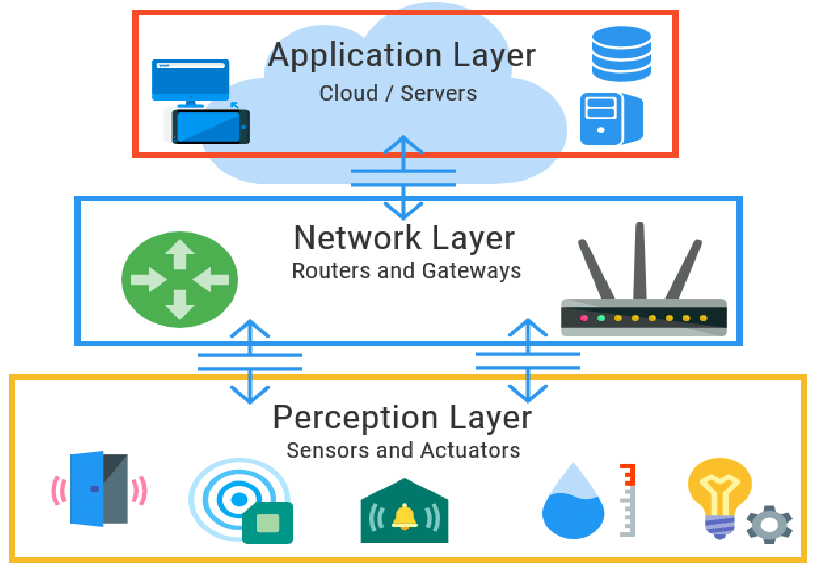 Application Layer
Cloud / Servers
Network Layer
Routers and Gateways
Perception Layer
Sensors and Actuators